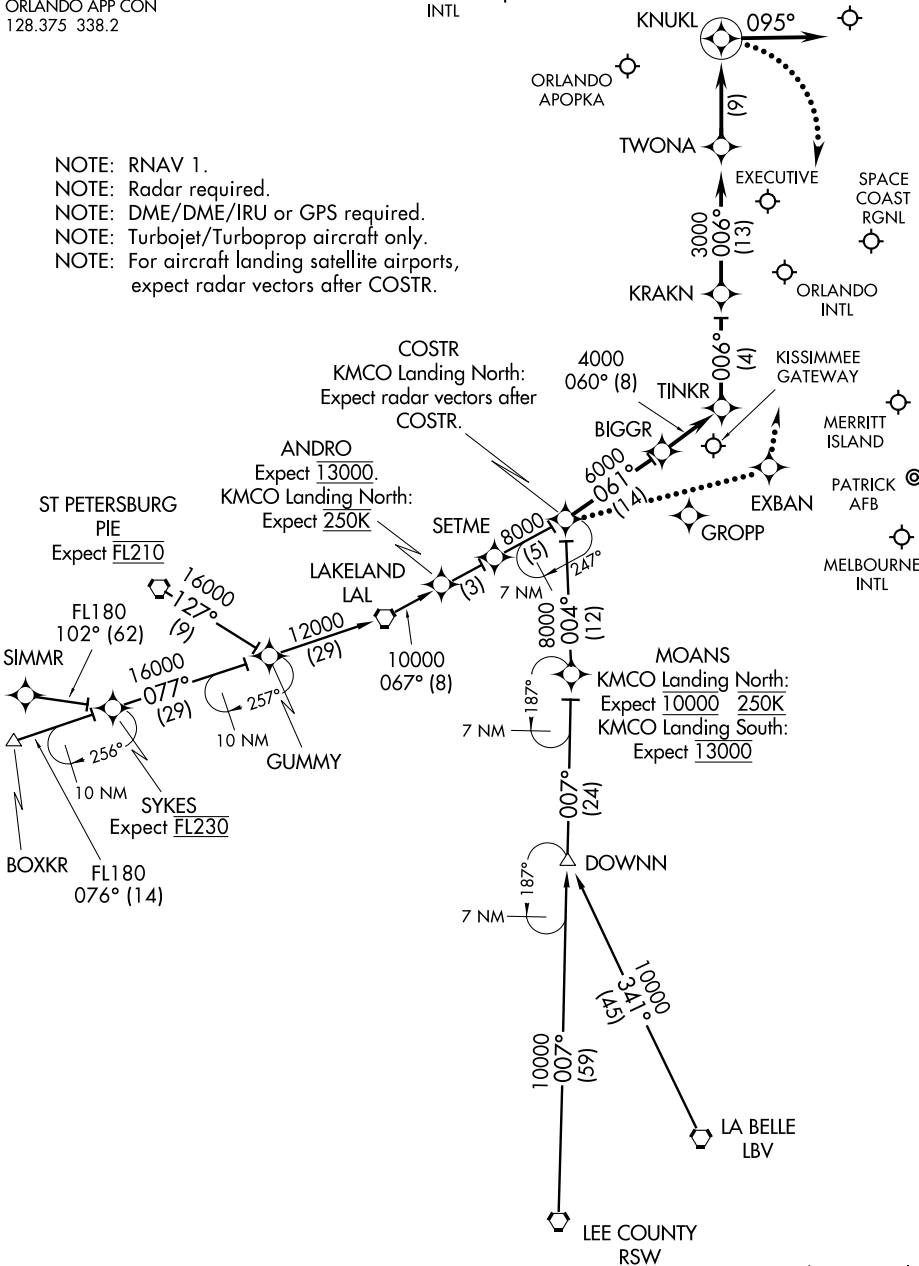 ORLANDO APP CON
128.375 338.2
INTL
KNUKL
095°
ORLANDO
APOPKA
(9)
TWONA
NOTE: RNAV 1.
NOTE: Radar required.
NOTE: DME/DME/IRU or GPS required.
NOTE: Turbojet/Turboprop aircraft only.
NOTE: For aircraft landing satellite airports,
expect radar vectors after COSTR.
EXECUTIVE
SPACE
COAST
RGNL
3000
006°
(13)
KRAKN
ORLANDO
INTL
006°
(4)
COSTR
KMCO Landing North:
Expect radar vectors after
COSTR.
4000
060° (8)
TINKR
KISSIMMEE
GATEWAY
MERRITT
ISLAND
BIGGR
6000
061°
(14)
EXBAN
PATRICK
AFB
GROPP
MELBOURNE
INTL
ANDRO
Expect 13000.
KMCO Landing North:
Expect 250K
SETME
8000
(5)
247°
7 NM
ST PETERSBURG
PIE
Expect FL210
LAKELAND
LAL
(3)
16000
127°
(9)
12000
(29)
10000
067° (8)
FL180
102° (62)
SIMMR
16000
077°
(29)
257°
10 NM
GUMMY
256°
10 NM
SYKES
Expect FL230
BOXKR
FL180
076° (14)
8000
004°
(12)
MOANS
KMCO Landing North:
Expect 10000 250K
KMCO Landing South:
Expect 13000
187°
7 NM
007°
(24)
DOWNN
187°
7 NM
10000
341°
(45)
10000
007°
(59)
LA BELLE
LBV
LEE COUNTY
RSW